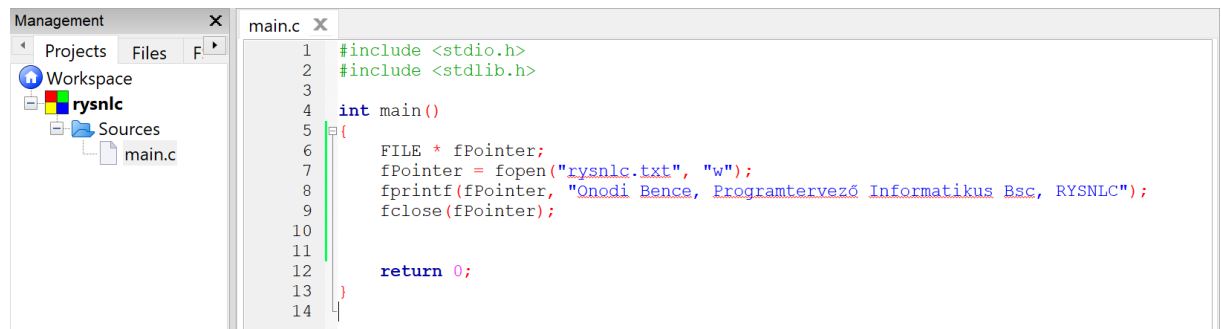 Management
Projects Files F
Workspace
rysnlc
Sources
main.c
main.c
1 #include <stdio.h>
2 #include <stdlib.h>
3
4 int main()
5 {
6 FILE * fPointer;
7 fPointer = fopen("rysnlc.txt", "w");
8 fprintf(fPointer, "Onodi Bence, Programtervező Informatikus Bsc, RYSNLC");
9 fclose(fPointer);
10
11
12 return 0;
13 }
14